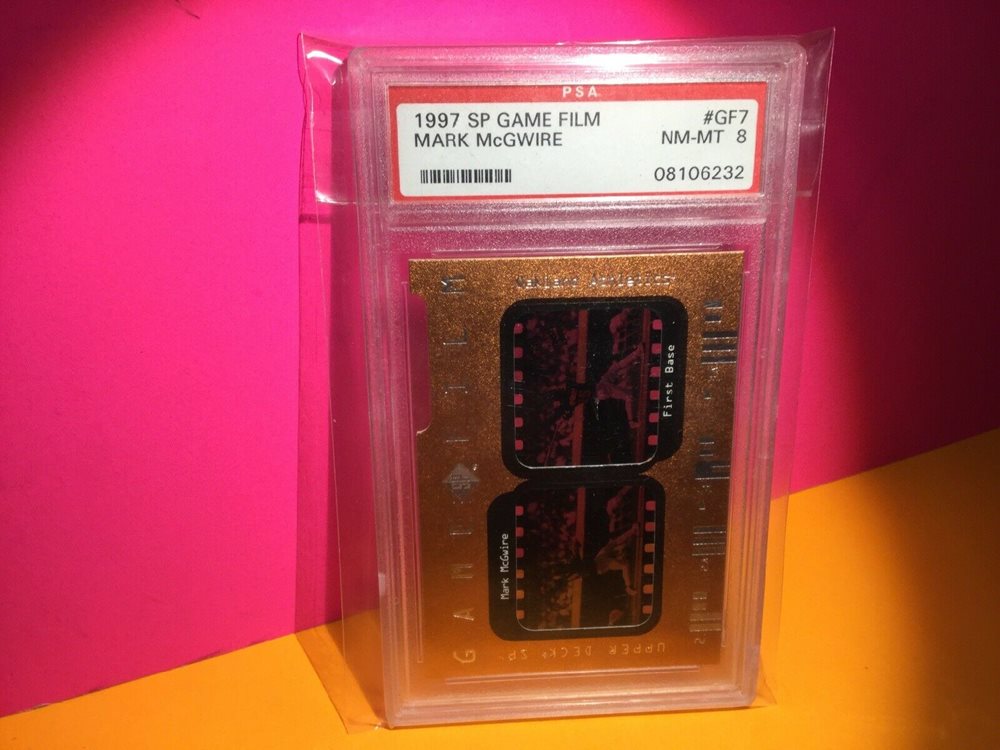 PSA
1997 SP GAME FILM #GF7
MARK McGWIRE NM-MT 8
08106232
Oakland Athletics
First Base
Mark McGwire
GAME FILM
UPPER DECK SP